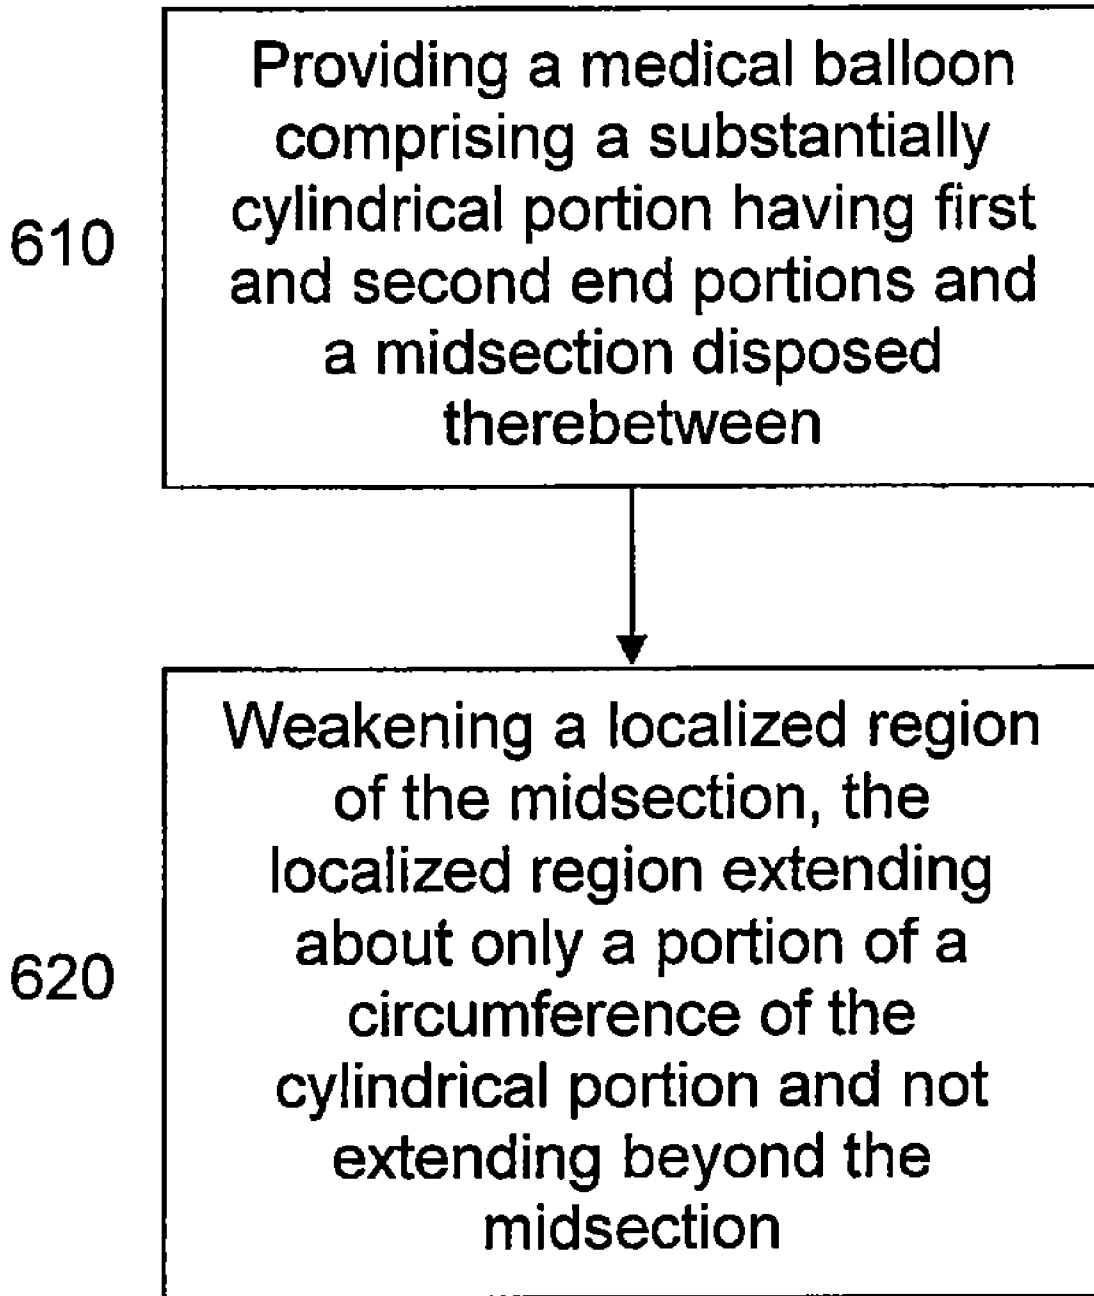 610
Providing a medical balloon
comprising a substantially
cylindrical portion having first
and second end portions and
a midsection disposed
therebetween
620
Weakening a localized region
of the midsection, the
localized region extending
about only a portion of a
circumference of the
cylindrical portion and not
extending beyond the
midsection